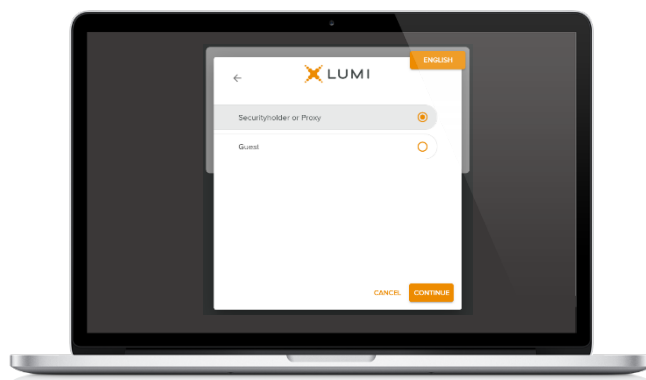 ENGLISH
LUMI
Securityholder or Proxy
Guest
CANCEL CONTINUE